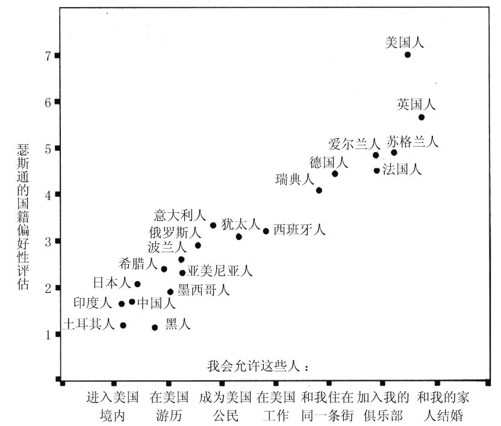 瑟斯通的国籍偏好性评估
7
6
5
4
3
2
1
美国人
英国人
爱尔兰人
苏格兰人
德国人
法国人
瑞典人
意大利人
犹太人
西班牙人
俄罗斯人
波兰人
希腊人
亚美尼亚人
日本人
墨西哥人
印度人
中国人
土耳其人
黑人
我会允许这些人：
进入美国
境内
在美国
游历
成为美国
公民
在美国
工作
和我住在
同一条街
加入我的
俱乐部
和我的家
人结婚